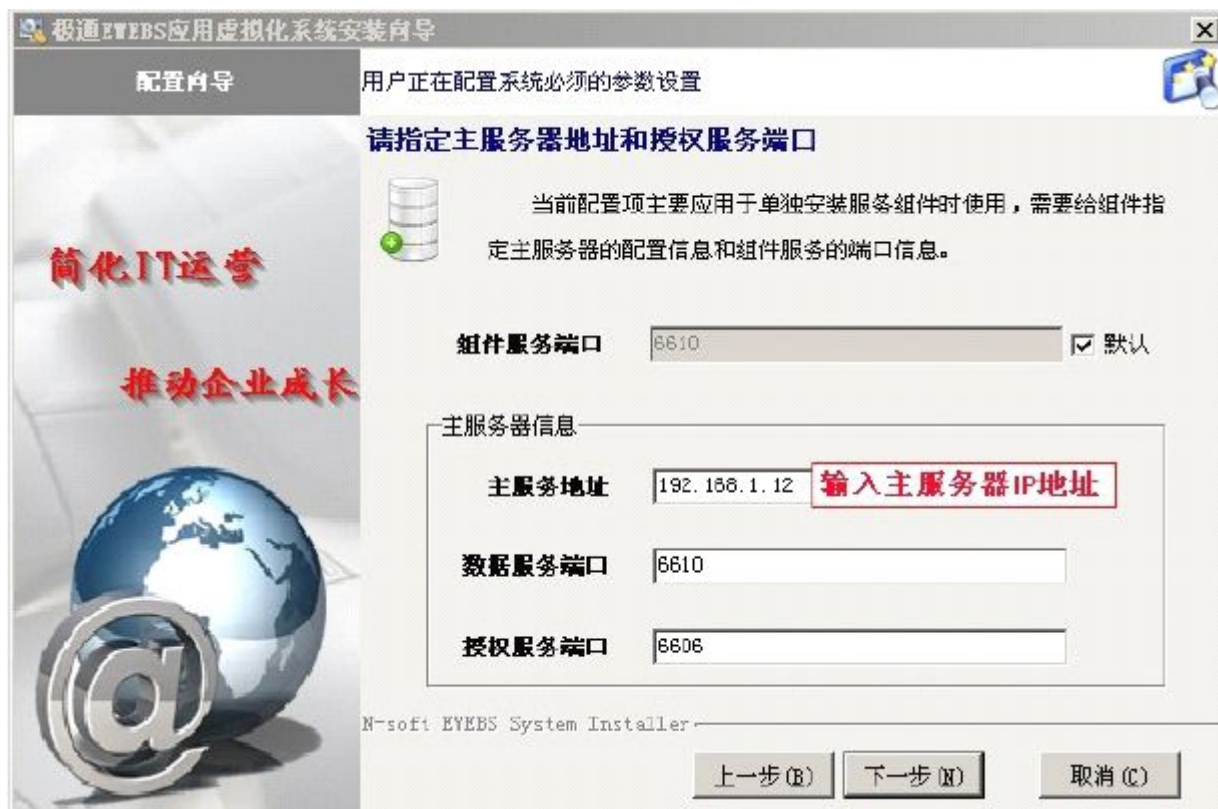 极通EWEBS应用虚拟化系统安装向导
配置向导
用户正在配置系统必须的参数设置
请指定主服务器地址和授权服务端口
当前配置项主要应用于单独安装服务组件时使用，需要给组件指
定主服务器的配置信息和组件服务的端口信息。
简化IT运营
推动企业成长
组件服务端口 6610 默认
主服务器信息
主服务地址 192.168.1.12 输入主服务器IP地址
数据服务端口 6610
授权服务端口 6606
N-soft EWEBS System Installer
上一步(B) 下一步(N) 取消(C)